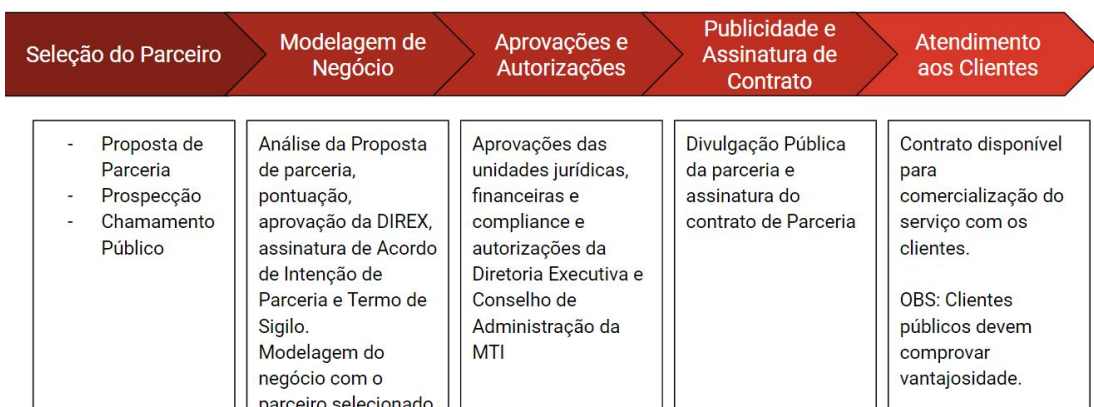 Seleção do Parceiro
Modelagem de
Negócio
Aprovações e
Autorizações
Publicidade e
Assinatura de
Contrato
Atendimento
aos Clientes
- Proposta de
Parceria
- Prospecção
- Chamamento
Público
Análise da Proposta
de parceria,
pontuação,
aprovação da DIREX,
assinatura de Acordo
de Intenção de
Parceria e Termo de
Sigilo.
Modelagem do
negócio com o
parceiro selecionado
Aprovações das
unidades jurídicas,
financeiras e
compliance e
autorizações da
Diretoria Executiva e
Conselho de
Administração da
MTI
Divulgação Pública
da parceria e
assinatura do
contrato de Parceria
Contrato disponível
para
comercialização do
serviço com os
clientes.
OBS: Clientes
públicos devem
comprovar
vantajosidade.